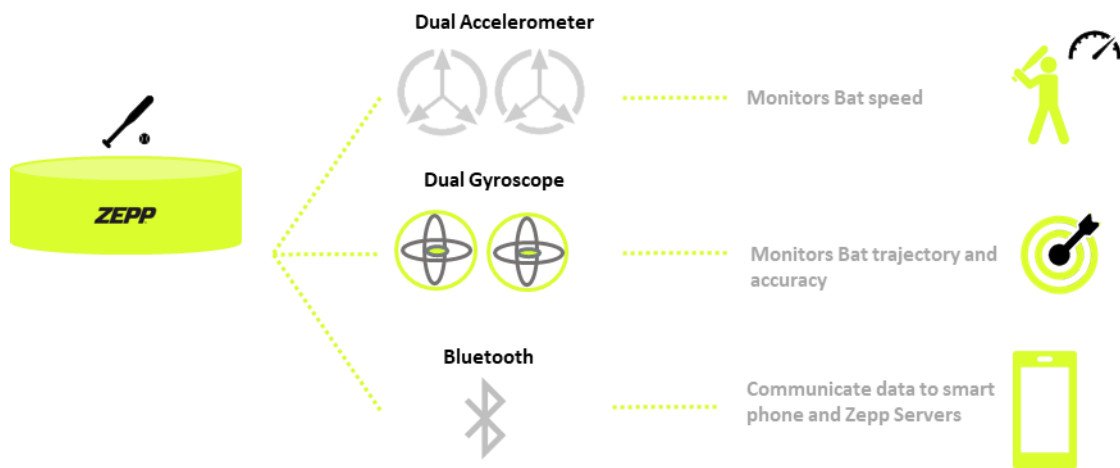 Dual Accelerometer
Monitors Bat speed
ZEPP
Dual Gyroscope
Monitors Bat trajectory and
accuracy
Bluetooth
Communicate data to smart
phone and Zepp Servers